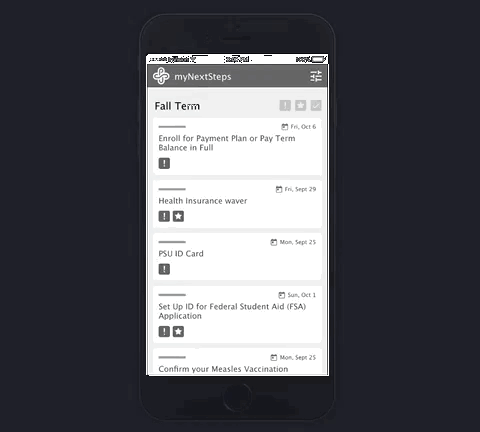 myNextSteps
Fall Term
Fri, Oct 6
Enroll for Payment Plan or Pay Term
Balance in Full
Fri, Sept 29
Health insurance waver
Mon, Sept 25
PSU ID Card
Sun, Oct 1
Set Up ID for Federal Student Aid (FSA)
Application
Mon, Sept 25
Confirm your Measles Vaccination